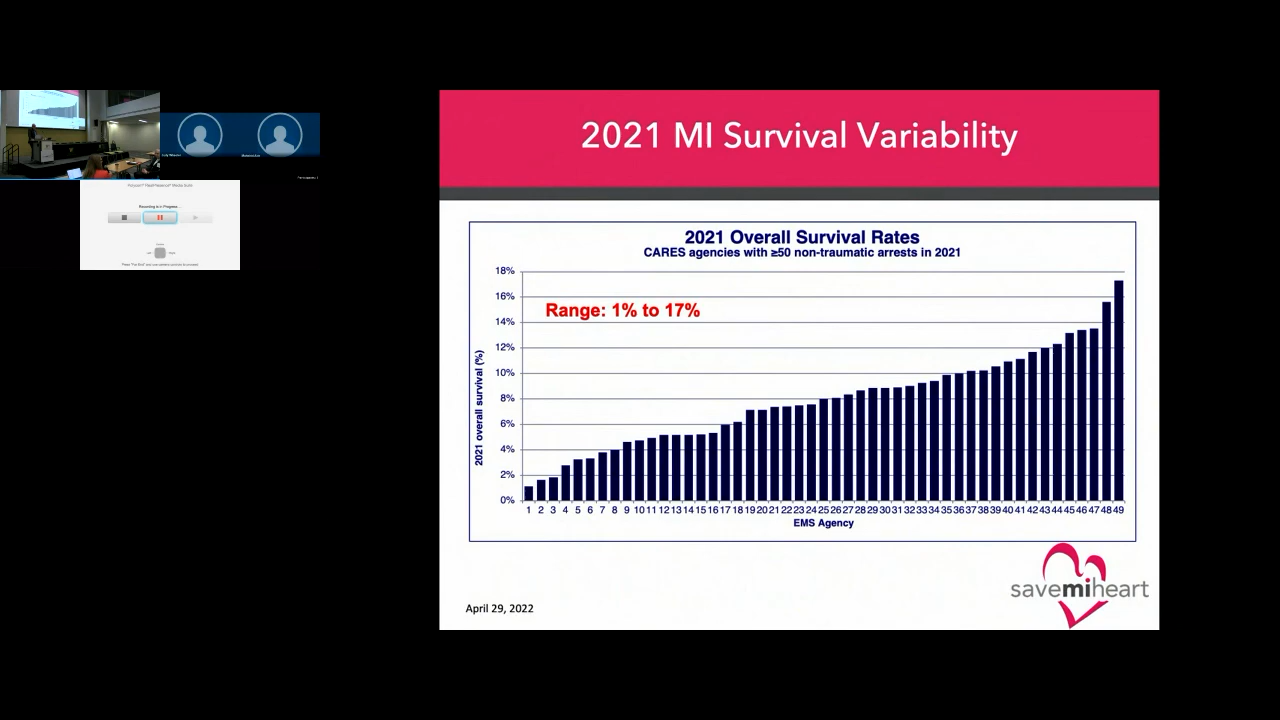 2021 MI Survival Variability
2021 Overall Survival Rates
CARES agencies with ≥50 non-traumatic arrests in 2021
Range: 1% to 17%
2021 overall survival (%)
18%
16%
14%
12%
10%
8%
6%
4%
2%
0%
1 2 3 4 5 6 7 8 9 10 11 12 13 14 15 16 17 18 19 20 21 22 23 24 25 26 27 28 29 30 31 32 33 34 35 36 37 38 39 40 41 42 43 44 45 46 47 48 49
EMS Agency
savemiheart
April 29, 2022
Recording is in Progress...